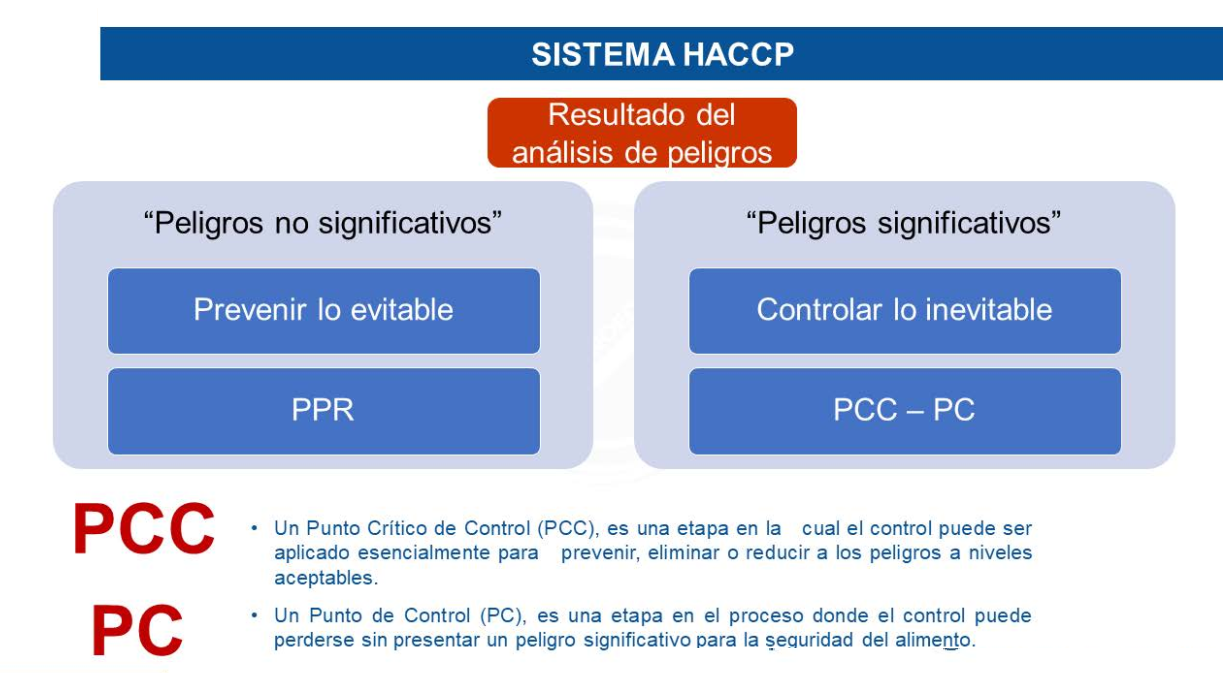 SISTEMA HACCP
Resultado del
análisis de peligros
“Peligros no significativos”
Prevenir lo evitable
PPR
“Peligros significativos”
Controlar lo inevitable
PCC – PC
PCC
• Un Punto Crítico de Control (PCC), es una etapa en la cual el control puede ser
aplicado esencialmente para prevenir, eliminar o reducir a los peligros a niveles
aceptables.
PC
• Un Punto de Control (PC), es una etapa en el proceso donde el control puede
perderse sin presentar un peligro significativo para la seguridad del alimento.